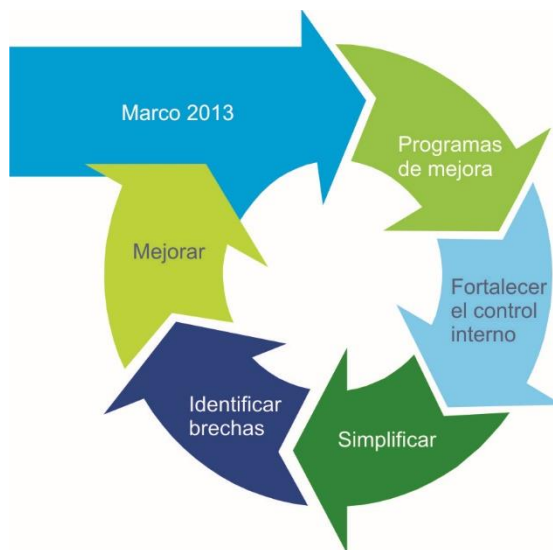 Marco 2013
Programas
de mejora
Fortalecer
el control
interno
Simplificar
Identificar
brechas
Mejorar